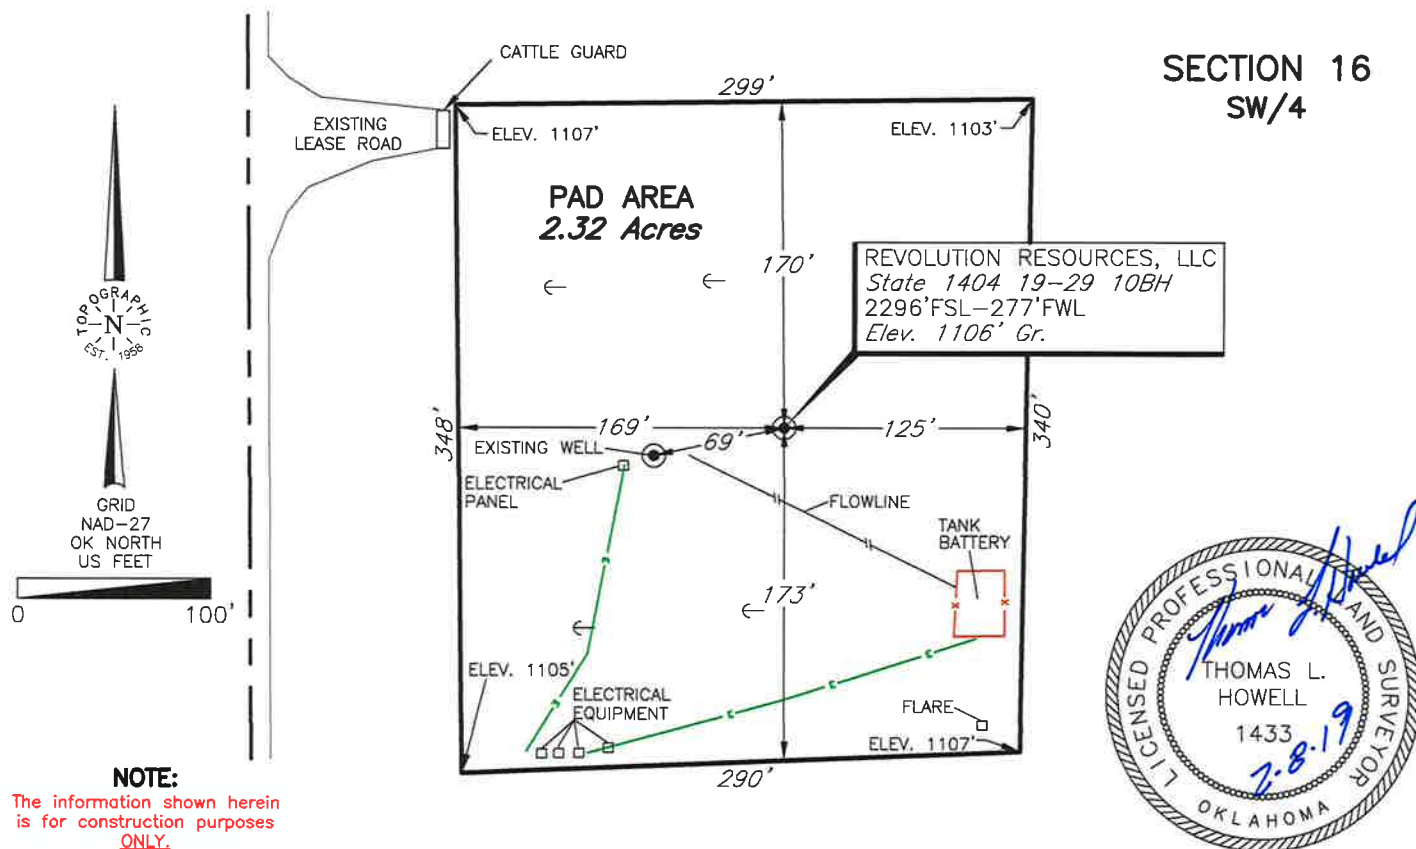 CATTLE GUARD
SECTION 16
SW/4
299'
EXISTING
LEASE ROAD
ELEV. 1107'
ELEV. 1103'
PAD AREA
2.32 Acres
170'
REVOLUTION RESOURCES, LLC
State 1404 19-29 10BH
2296'FSL-277'FWL
Elev. 1106' Gr.
TOPOGRAPHIC
N
EST. 1958
GRID
NAD-27
OK NORTH
US FEET
0 100'
348'
169'
69'
125'
340'
EXISTING WELL
ELECTRICAL
PANEL
FLOWLINE
TANK
BATTERY
173'
ELEV. 1105'
ELECTRICAL
EQUIPMENT
FLARE
ELEV. 1107'
290'
NOTE:
The information shown herein
is for construction purposes
ONLY.
LICENSED PROFESSIONAL LAND SURVEYOR
THOMAS L.
HOWELL
1433
2-8-19
OKLAHOMA